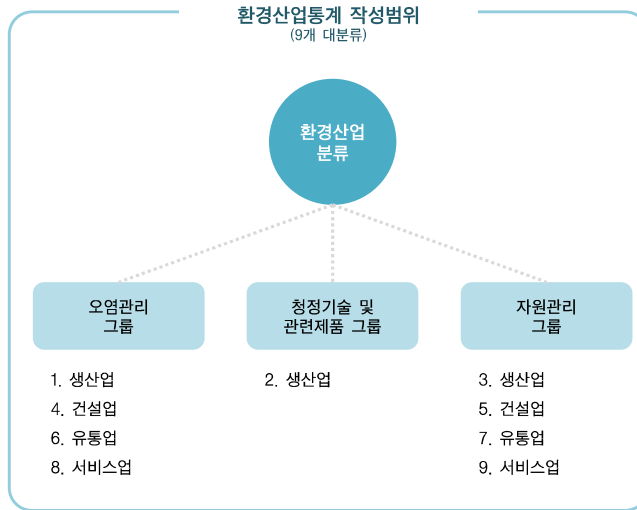 환경산업통계 작성범위
(9개 대분류)
환경산업
분류
오염관리
그룹
1. 생산업
4. 건설업
6. 유통업
8. 서비스업
청정기술 및
관련제품 그룹
2. 생산업
자원관리
그룹
3. 생산업
5. 건설업
7. 유통업
9. 서비스업